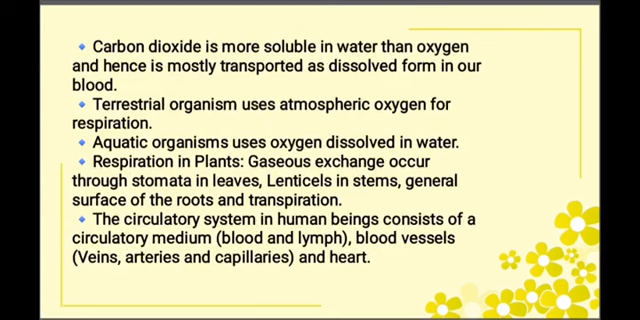 🔹 Carbon dioxide is more soluble in water than oxygen
and hence is mostly transported as dissolved form in our
blood.
🔹 Terrestrial organism uses atmospheric oxygen for
respiration.
🔹 Aquatic organisms uses oxygen dissolved in water.
🔹 Respiration in Plants: Gaseous exchange occur
through stomata in leaves, Lenticels in stems, general
surface of the roots and transpiration.
🔹 The circulatory system in human beings consists of a
circulatory medium (blood and lymph), blood vessels
(Veins, arteries and capillaries) and heart.